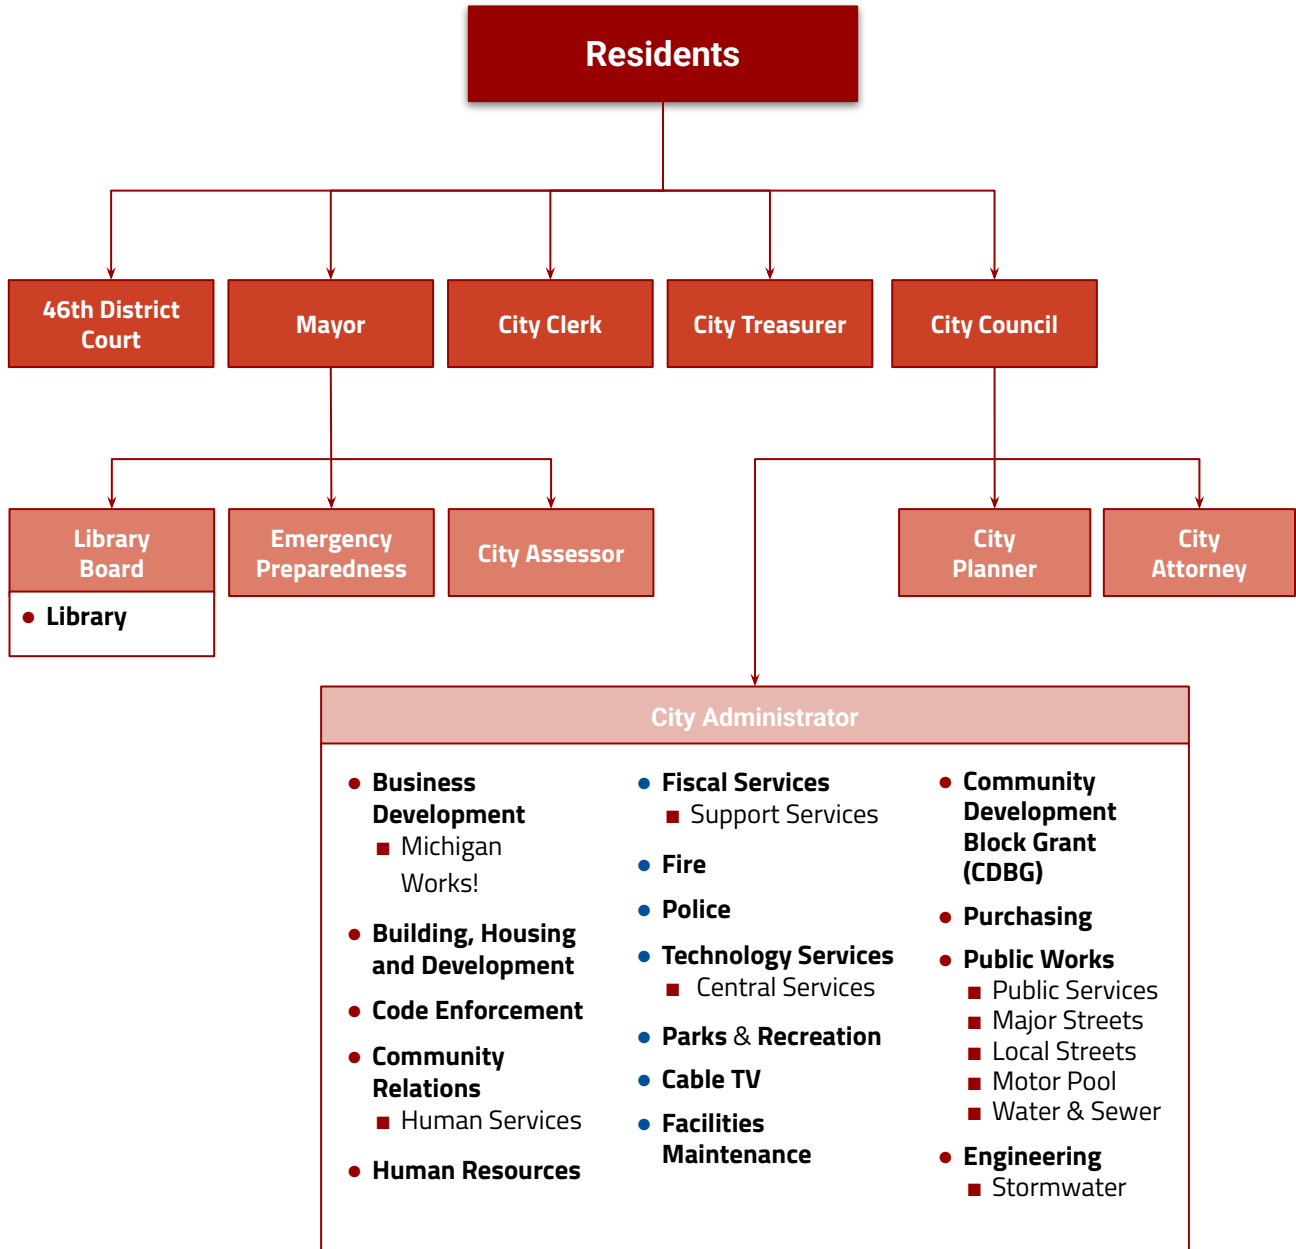 Residents
46th District
Court
Mayor
City Clerk
City Treasurer
City Council
Library
Board
Emergency
Preparedness
City Assessor
City
Planner
City
Attorney
● Library
City Administrator
● Business
Development
■ Michigan
Works!
● Building, Housing
and Development
● Code Enforcement
● Community
Relations
■ Human Services
● Human Resources
● Fiscal Services
■ Support Services
● Fire
● Police
● Technology Services
■ Central Services
● Parks & Recreation
● Cable TV
● Facilities
Maintenance
● Community
Development
Block Grant
(CDBG)
● Purchasing
● Public Works
■ Public Services
■ Major Streets
■ Local Streets
■ Motor Pool
■ Water & Sewer
● Engineering
■ Stormwater